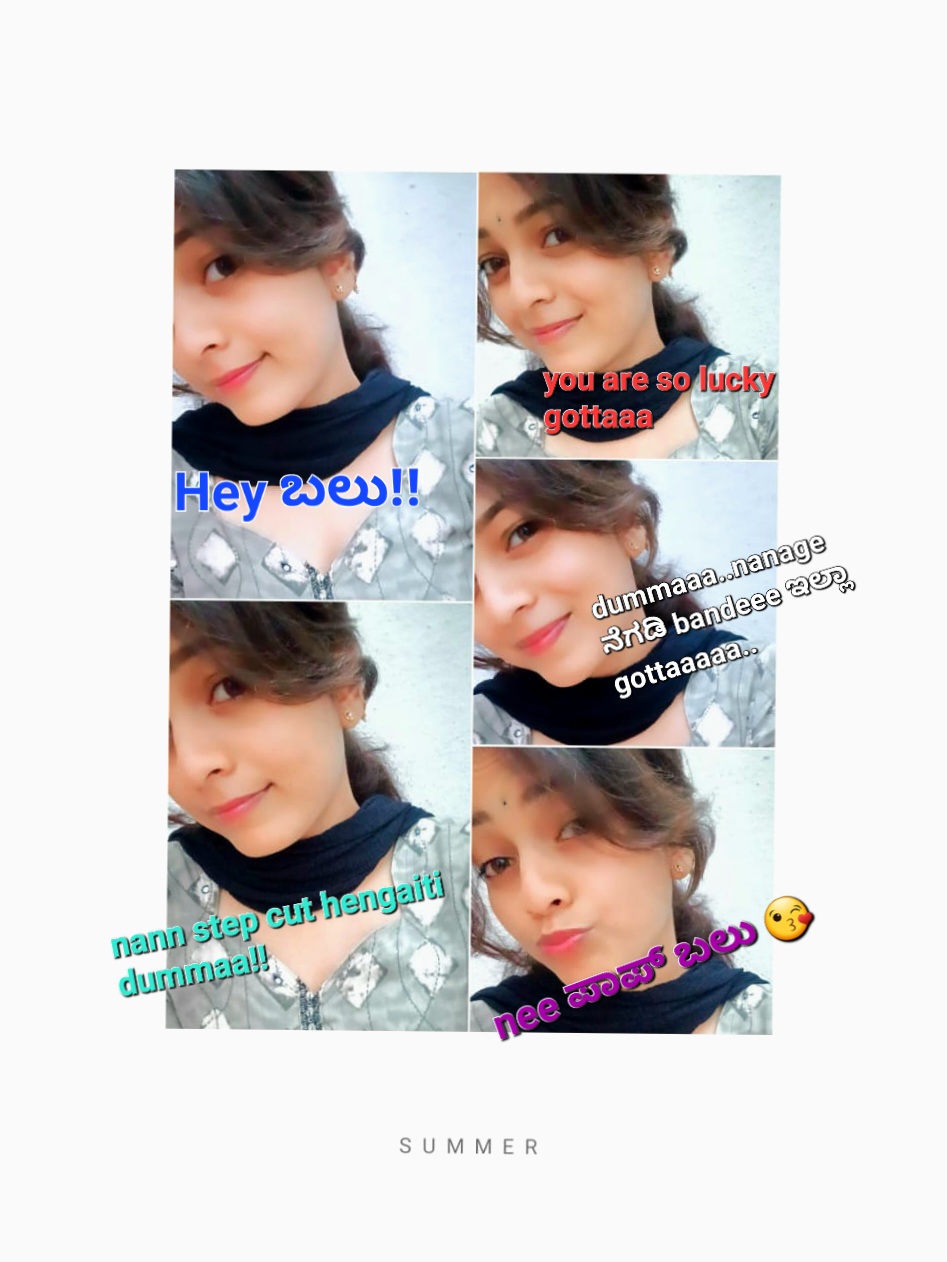 Hey ಬಲು!!
you are so lucky
gottaaa
dummaaa..nanage
ನೆಗಡಿ bandeee ಇಲ್ಲಾ
gottaaaaa..
nann step cut hengaiti
dummaa!!
nee ಪಾಪ್ ಬಲು😘
SUMMER